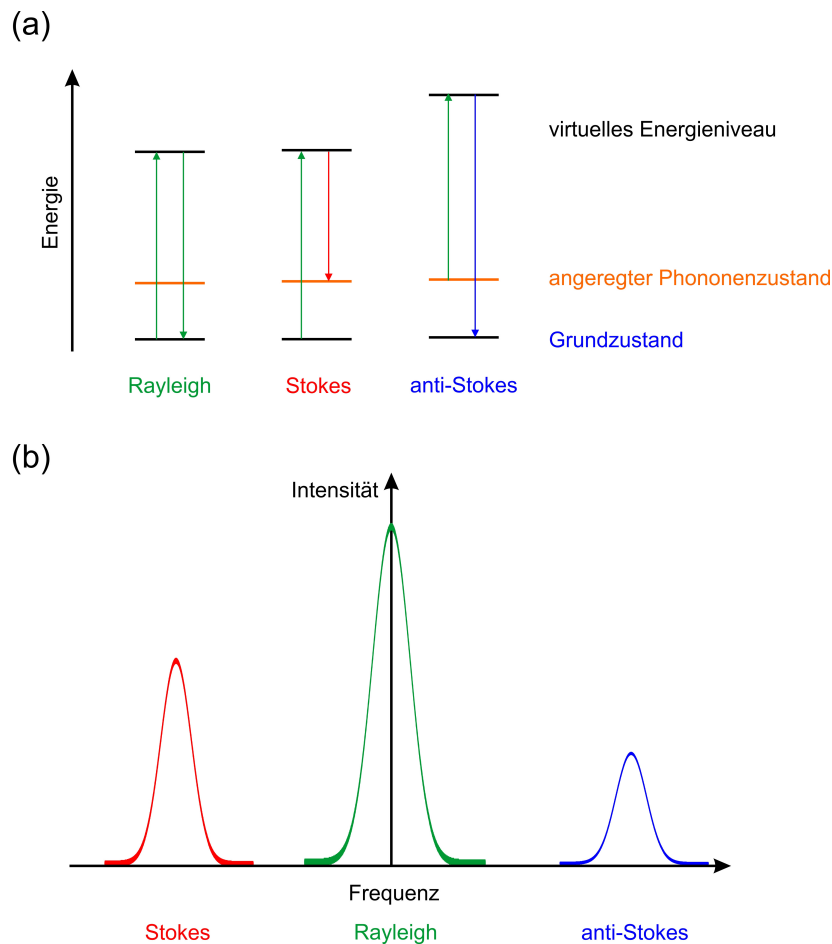 (a)
Energie
virtuelles Energieniveau
angeregter Phononenzustand
Grundzustand
Rayleigh
Stokes
anti-Stokes
(b)
Intensität
Frequenz
Stokes
Rayleigh
anti-Stokes